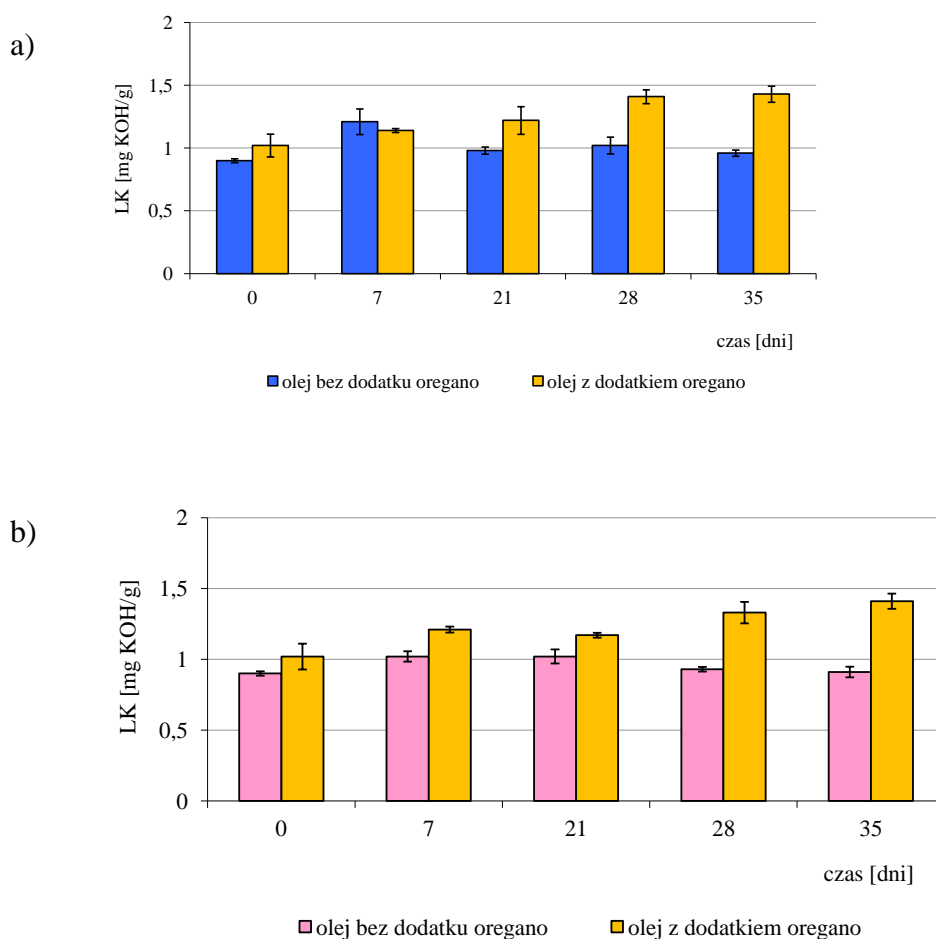 a)
LK [mg KOH/g]
2
1,5
1
0,5
0
0 7 21 28 35
czas [dni]
olej bez dodatku oregano olej z dodatkiem oregano
b)
LK [mg KOH/g]
2
1,5
1
0,5
0
0 7 21 28 35
czas [dni]
olej bez dodatku oregano olej z dodatkiem oregano